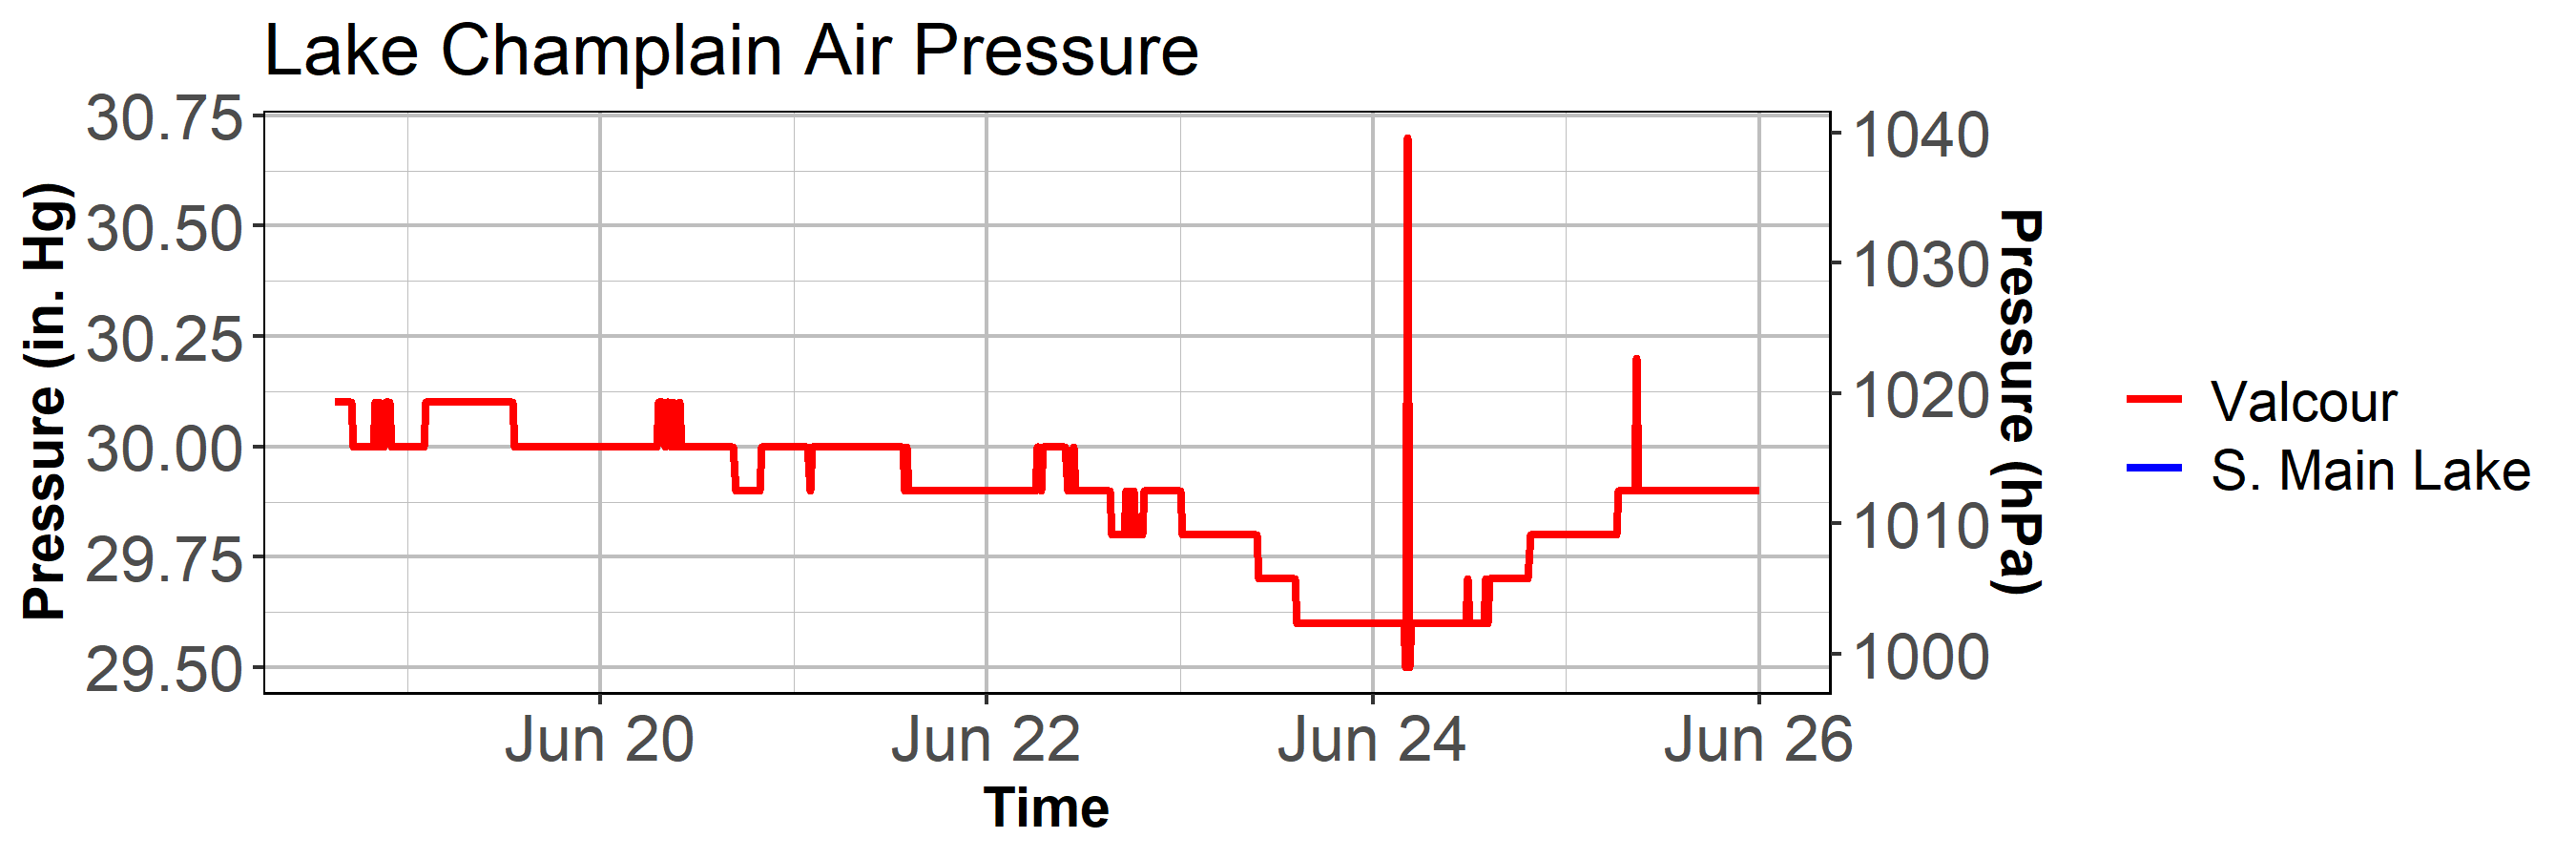 Lake Champlain Air Pressure
Pressure (in. Hg)
30.75
30.50
30.25
30.00
29.75
29.50
1040
1030
1020
1010
1000
Pressure (hPa)
Jun 20
Jun 22
Jun 24
Jun 26
Time
Valcour
S. Main Lake